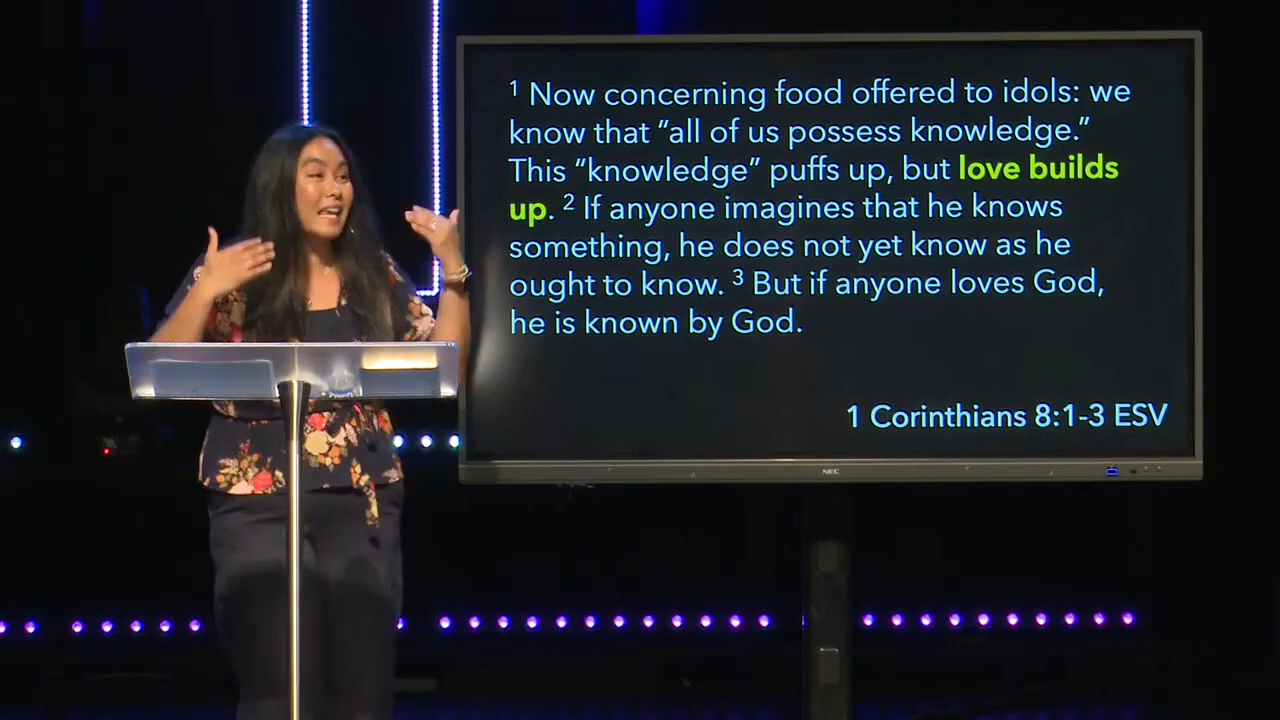 ¹ Now concerning food offered to idols: we
know that “all of us possess knowledge.”
This “knowledge” puffs up, but love builds
up. ² If anyone imagines that he knows
something, he does not yet know as he
ought to know. ³ But if anyone loves God,
he is known by God.
1 Corinthians 8:1-3 ESV
NEC